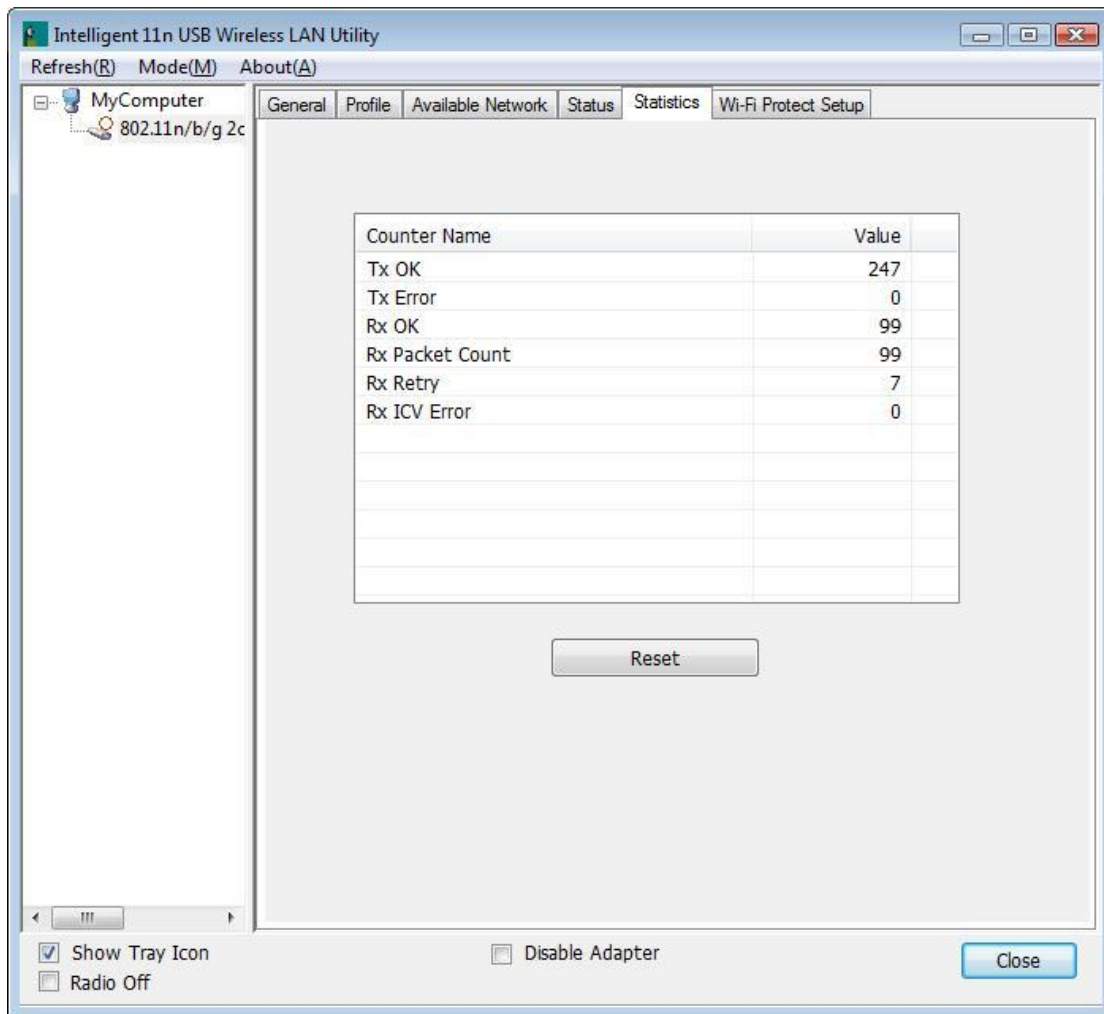 Intelligent 11n USB Wireless LAN Utility
Refresh(R) Mode(M) About(A)
MyComputer
802.11n/b/g 2c
General Profile Available Network Status Statistics Wi-Fi Protect Setup
Counter Name Value
Tx OK 247
Tx Error 0
Rx OK 99
Rx Packet Count 99
Rx Retry 7
Rx ICV Error 0
Reset
Show Tray Icon
Disable Adapter
Radio Off
Close